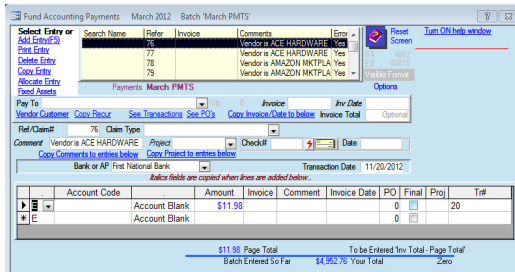 Fund Accounting Payments March 2012 Batch 'March PMTS'
Select Entry or
Add Entry(F5)
Print Entry
Delete Entry
Copy Entry
Allocate Entry
Fixed Assets
Search Name Refer Invoice Comments Error
76 Vendor is ACE HARDWARE Yes
77 Vendor is ACE HARDWARE Yes
78 Vendor is AMAZON MKTPLA Yes
79 Vendor is AMAZON MKTPLA Yes
Payments March PMTS
Reset Screen
Turn ON help window
Varible Format
Options
Pay To V# 0 Invoice Inv Date
Vendor Customer Copy Recur See Transactions See PO's Copy Invoice/Date to below Invoice Total Optional
Ref/Claim# 76 Claim Type
Comment Vendor is ACE HARDWARE Project Check# Date
Copy Comments to entries below Copy Project to entries below
Bank or AP First National Bank Transaction Date 11/20/2012
Italics fields are copied when lines are added below..
. Account Code . Amount Invoice Comment Invoice Date PO Final Proj Tr#
E Account Blank $11.98 0 20
E Account Blank 0
$11.98 Page Total To be Entered 'Inv Total - Page Total'
Batch Entered So Far $4,952.76 Your Total Zero